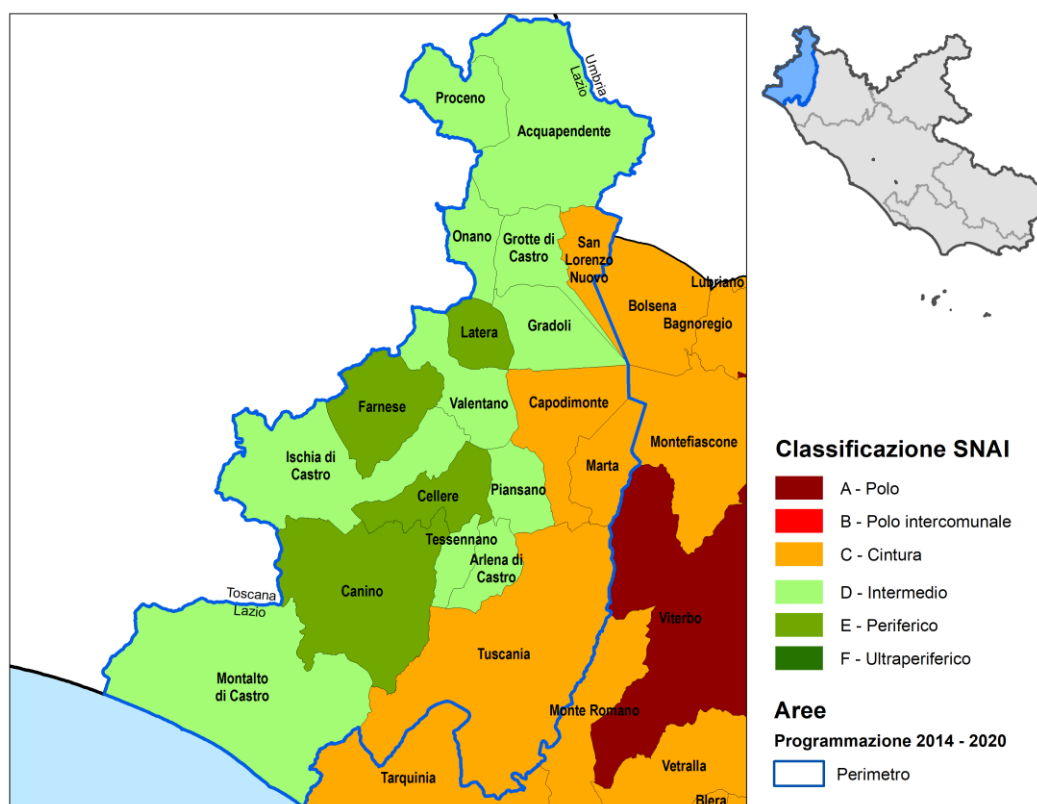 Umbria
Lazio
Proceno
Acquapendente
Onano
Grotte di
Castro
San
Lorenzo
Nuovo
Lubriano
Bolsena
Bagnoregio
Latera
Gradoli
Farnese
Valentano
Capodimonte
Montefiascone
Ischia di
Castro
Marta
Cellere
Piansano
Tessennano
Arlena di
Castro
Canino
Toscana
Lazio
Viterbo
Tuscania
Montalto
di Castro
Monte Romano
Tarquinia
Vetralla
Blera
Classificazione SNAI
A - Polo
B - Polo intercomunale
C - Cintura
D - Intermedio
E - Periferico
F - Ultraperiferico
Aree
Programmazione 2014 - 2020
Perimetro